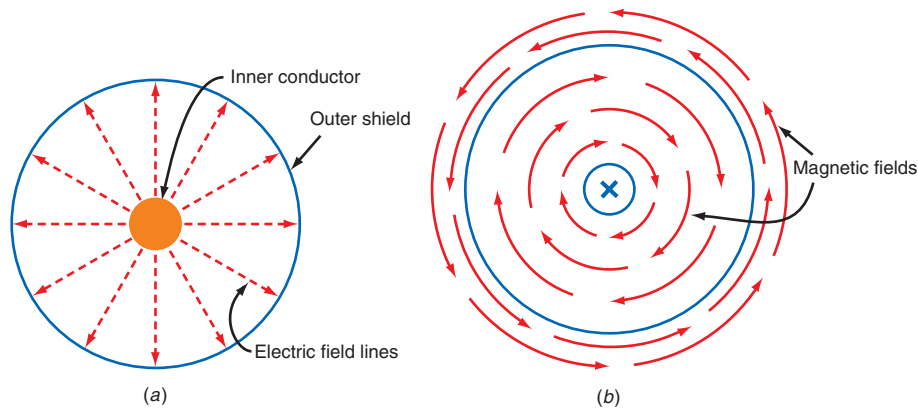 Inner conductor
Outer shield
Magnetic fields
Electric field lines
(a)
(b)